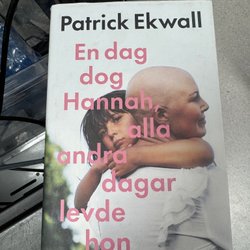 Patrick Ekwall
En dag
dog
Hannah,
alla
andra
dagar
levde
hon